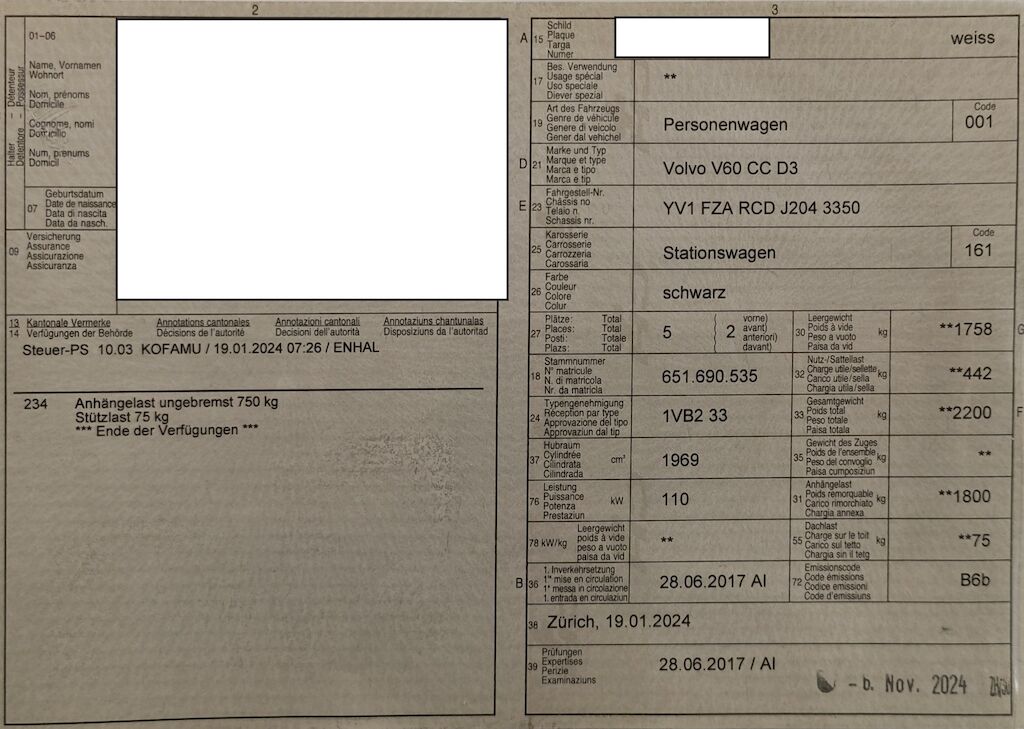 2
01–06
Name, Vornamen
Wohnort
Nom, prénoms
Domicile
Cognome, nomi
Domicilio
Num, prenums
Domicil
Halter – Détenteur
Detentore – Possessur
07
Geburtsdatum
Date de naissance
Data di nascita
Data da nasch.
09
Versicherung
Assurance
Assicurazione
Assicuranza
13 Kantonale Vermerke Annotations cantonales Annotazioni cantonali Annotaziuns chantunalas
14 Verfügungen der Behörde Décisions de l'autorité Decisioni dell'autorità Disposiziuns da l'autoritad
Steuer-PS 10.03 KOFAMU / 19.01.2024 07:26 / ENHAL
234 Anhängelast ungebremst 750 kg
Stützlast 75 kg
*** Ende der Verfügungen ***
3
A 15
Schild
Plaque
Targa
Numer
weiss
17
Bes. Verwendung
Usage spécial
Uso speciale
Diever spezial
**
19
Art des Fahrzeugs
Genre de véhicule
Genere di veicolo
Gener dal vehichel
Personenwagen
Code
001
D 21
Marke und Typ
Marque et type
Marca e tipo
Marca e tip
Volvo V60 CC D3
E 23
Fahrgestell-Nr.
Châssis no
Telaio n.
Schassis nr.
YV1 FZA RCD J204 3350
25
Karosserie
Carrosserie
Carrozzeria
Carossaria
Stationswagen
Code
161
26
Farbe
Couleur
Colore
Colur
schwarz
27
Plätze: Total
Places: Total
Posti: Totale
Plazs: Total
5
2
vorne)
avant)
anteriori)
davant)
30
Leergewicht
Poids à vide
Peso a vuoto
Paisa da vid
kg
**1758
G
18
Stammnummer
N° matricule
N. di matricola
Nr. da matricla
651.690.535
32
Nutz-/Sattellast
Charge utile/sellette
Carico utile/sella
Chargia utila/sella
kg
**442
24
Typengenehmigung
Réception par type
Approvazione del tipo
Approvaziun dal tip
1VB2 33
33
Gesamtgewicht
Poids total
Peso totale
Paisa totala
kg
**2200
F
37
Hubraum
Cylindrée
Cilindrata
Cilindrada
cm³
1969
35
Gewicht des Zuges
Poids de l'ensemble
Peso del convoglio
Paisa cumposiziun
kg
**
76
Leistung
Puissance
Potenza
Prestaziun
kW
110
31
Anhängelast
Poids remorquable
Carico rimorchiato
Chargia annexa
kg
**1800
78 kW/kg
Leergewicht
poids à vide
peso a vuoto
paisa da vid
**
55
Dachlast
Charge sur le toit
Carico sul tetto
Chargia sin il tetg
kg
**75
B 36
1. Inverkehrsetzung
1re mise en circulation
1a messa in circolazione
1. entrada en circulaziun
28.06.2017 AI
72
Emissionscode
Code émissions
Codice emissioni
Code d'emissiuns
B6b
38
Zürich, 19.01.2024
39
Prüfungen
Expertises
Perizie
Examinaziuns
28.06.2017 / AI
- 6. Nov. 2024